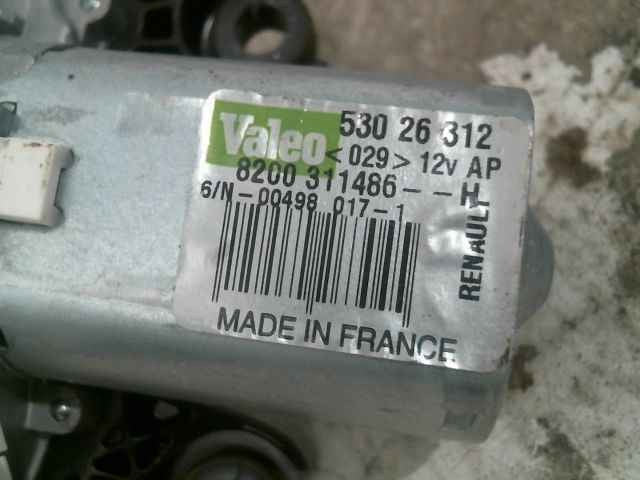 Valeo 530 26 312
<029> 12V AP
8200 311486--H
6/N-00498 017-1
RENAULT
MADE IN FRANCE